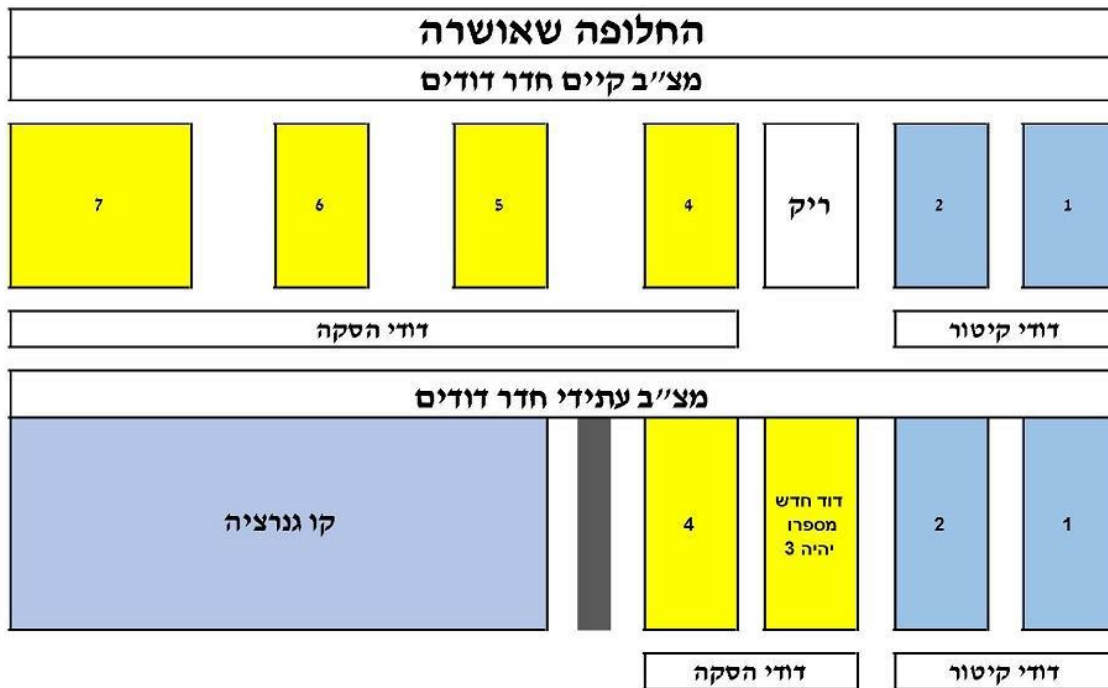 החלופה שאושרה
מצ״ב קיים חדר דודים
1 2 ריק 4 5 6 7
דודי קיטור דודי הסקה
מצ״ב עתידי חדר דודים
1 2 דוד חדש מספרו יהיה 3 4 קו גנרציה
דודי קיטור דודי הסקה